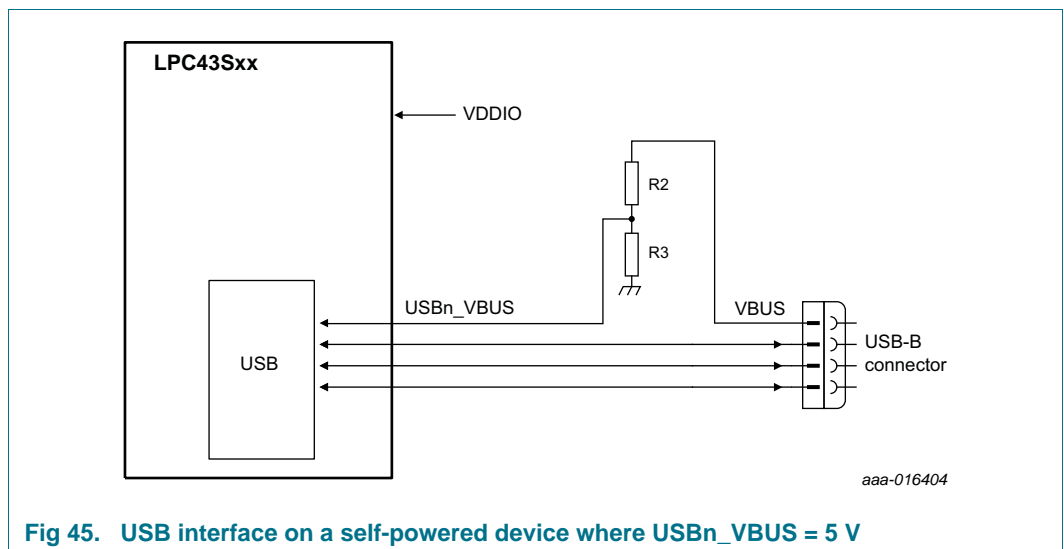 LPC43Sxx
VDDIO
R2
R3
USBn_VBUS
VBUS
USB
USB-B
connector
aaa-016404
Fig 45. USB interface on a self-powered device where USBn_VBUS = 5 V